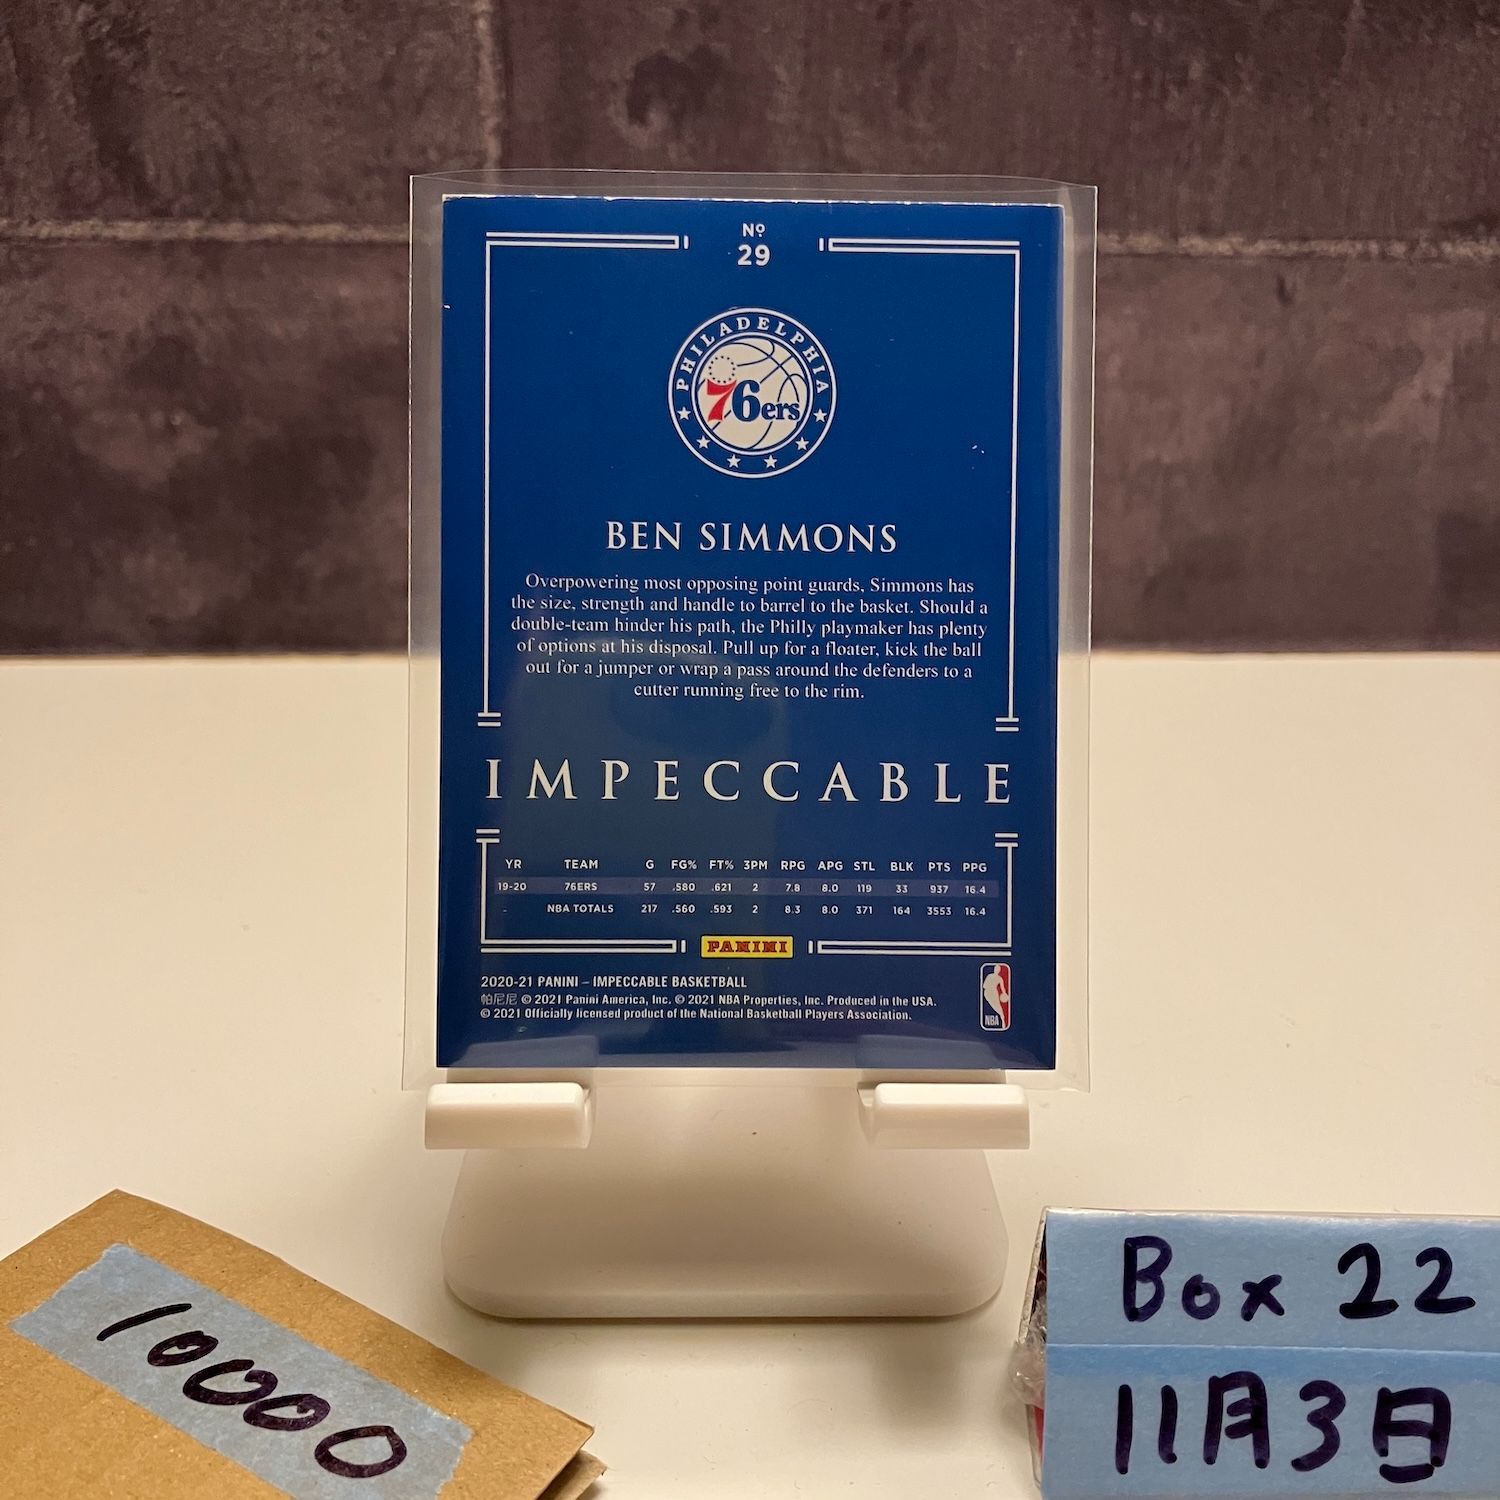 Nº
29
PHILADELPHIA
76ers
BEN SIMMONS
Overpowering most opposing point guards, Simmons has
the size, strength and handle to barrel to the basket. Should a
double-team hinder his path, the Philly playmaker has plenty
of options at his disposal. Pull up for a floater, kick the ball
out for a jumper or wrap a pass around the defenders to a
cutter running free to the rim.
IMPECCABLE
YR TEAM G FG% FT% 3PM RPG APG STL BLK PTS PPG
19-20 76ERS 57 .580 .621 2 7.8 8.0 119 33 937 16.4
- NBA TOTALS 217 .560 .593 2 8.3 8.0 371 164 3553 16.4
PANINI
2020-21 PANINI – IMPECCABLE BASKETBALL
帕尼尼 © 2021 Panini America, Inc. © 2021 NBA Properties, Inc. Produced in the USA.
© 2021 Officially licensed product of the National Basketball Players Association.
NBA
10000
Box 22
11月3日